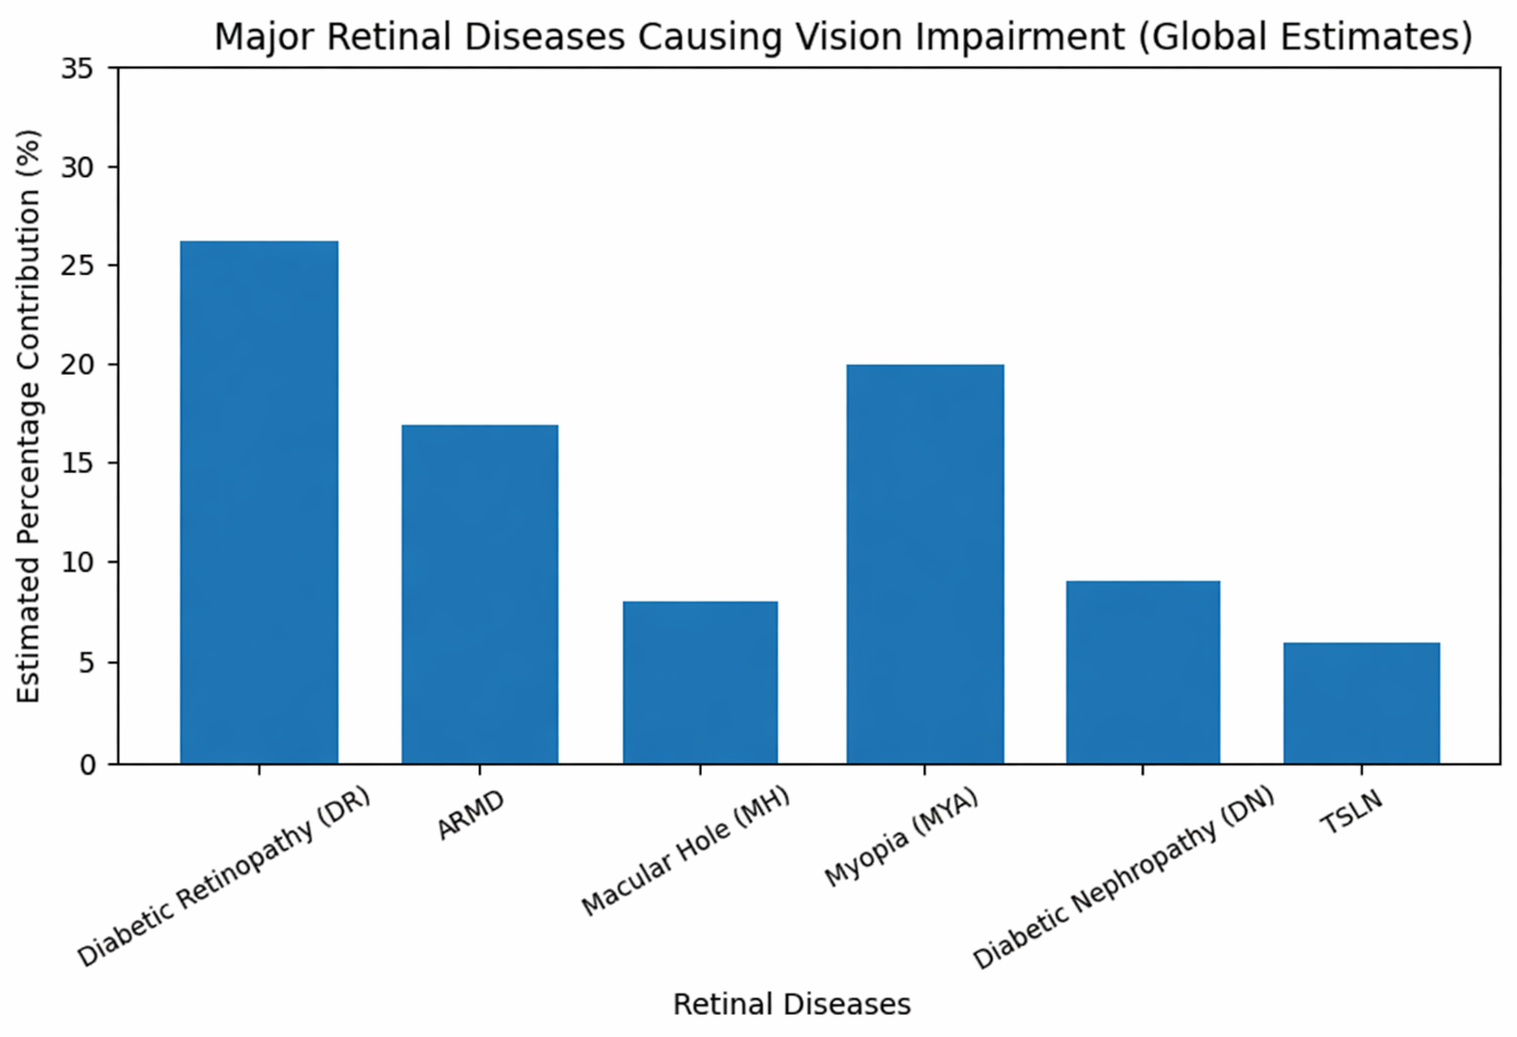 Major Retinal Diseases Causing Vision Impairment (Global Estimates)
Estimated Percentage Contribution (%)
35
30
25
20
15
10
5
0
Diabetic Retinopathy (DR)
ARMD
Macular Hole (MH)
Myopia (MYA)
Diabetic Nephropathy (DN)
TSLN
Retinal Diseases